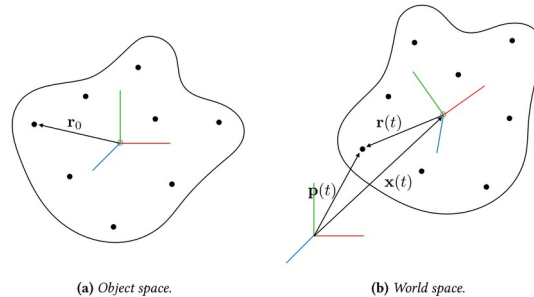 r₀
r(t)
p(t)
x(t)
(a) Object space.
(b) World space.